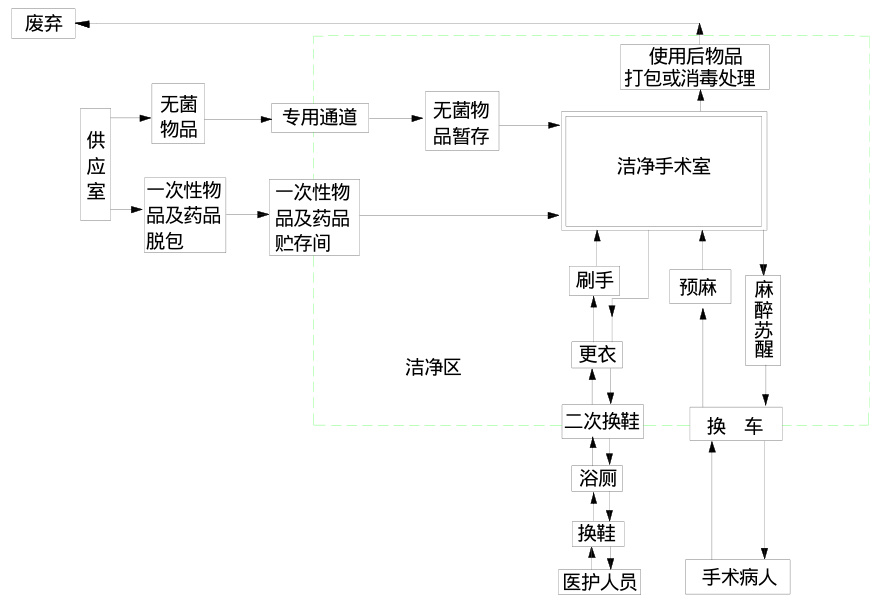 废弃
使用后物品
打包或消毒处理
供
应
室
无菌
物品
专用通道
无菌物
品暂存
洁净手术室
一次性物
品及药品
脱包
一次性物
品及药品
贮存间
刷手
预麻
麻
醉
苏
醒
更衣
洁净区
二次换鞋
换 车
浴厕
换鞋
医护人员
手术病人